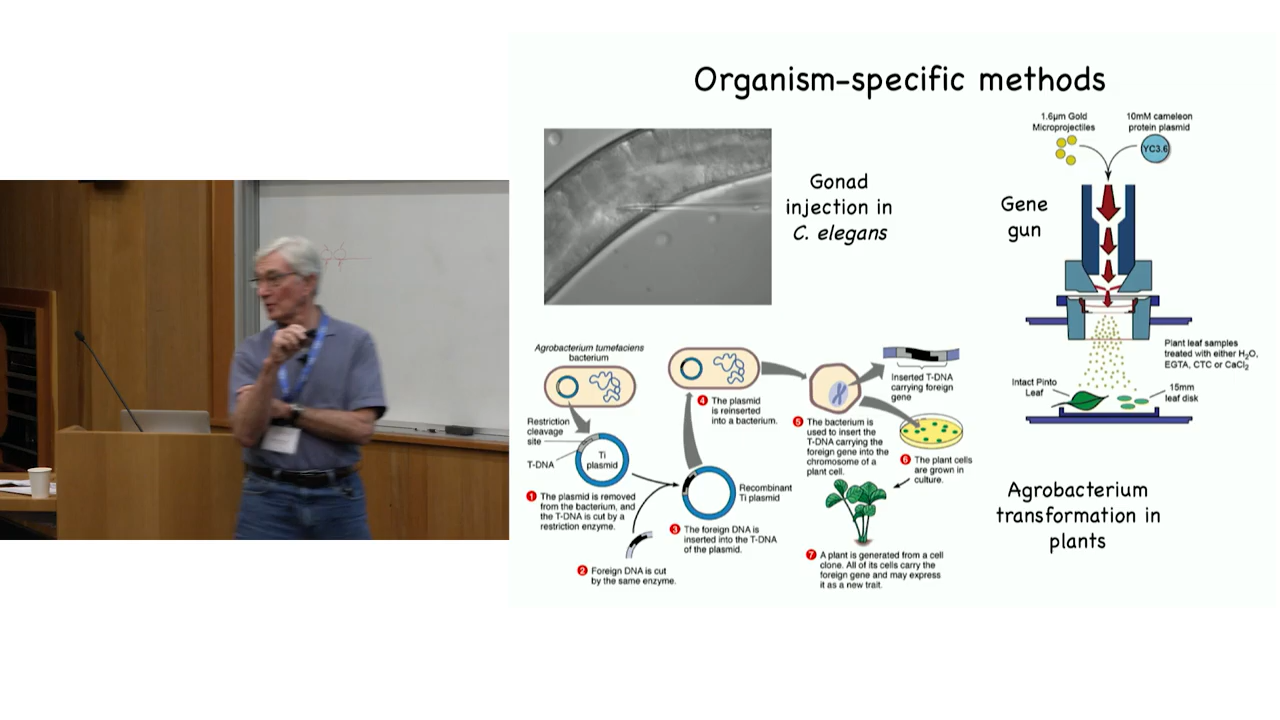 Organism-specific methods
Gonad
injection in
C. elegans
1.6µm Gold
Microprojectiles
10mM cameleon
protein plasmid
YC3.6
Gene
gun
Plant leaf samples
treated with either H₂O,
EGTA, CTC or CaCl₂
Intact Pinto
Leaf
15mm
leaf disk
Agrobacterium tumefaciens
bacterium
Restriction
cleavage
site
T-DNA
Ti
plasmid
1 The plasmid is removed
from the bacterium, and
the T-DNA is cut by a
restriction enzyme.
2 Foreign DNA is cut
by the same enzyme.
Recombinant
Ti plasmid
3 The foreign DNA is
inserted into the T-DNA
of the plasmid.
4 The plasmid
is reinserted
into a bacterium.
5 The bacterium is
used to insert the
T-DNA carrying the
foreign gene into the
chromosome of a
plant cell.
Inserted T-DNA
carrying foreign
gene
6 The plant cells
are grown in
culture.
7 A plant is generated from a cell
clone. All of its cells carry the
foreign gene and may express
it as a new trait.
Agrobacterium
transformation in
plants